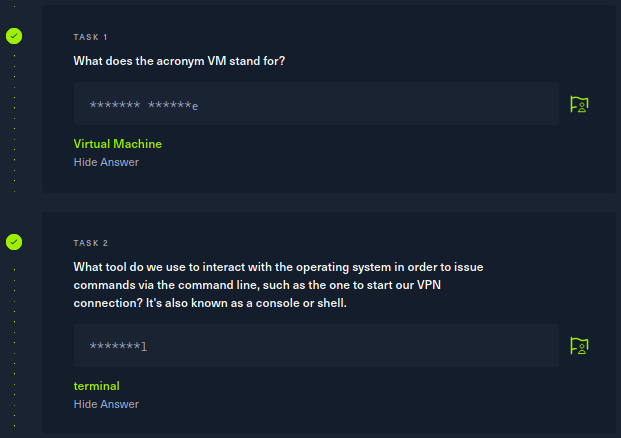 TASK 1
What does the acronym VM stand for?
******* ******e
Virtual Machine
Hide Answer
TASK 2
What tool do we use to interact with the operating system in order to issue
commands via the command line, such as the one to start our VPN
connection? It's also known as a console or shell.
*******l
terminal
Hide Answer